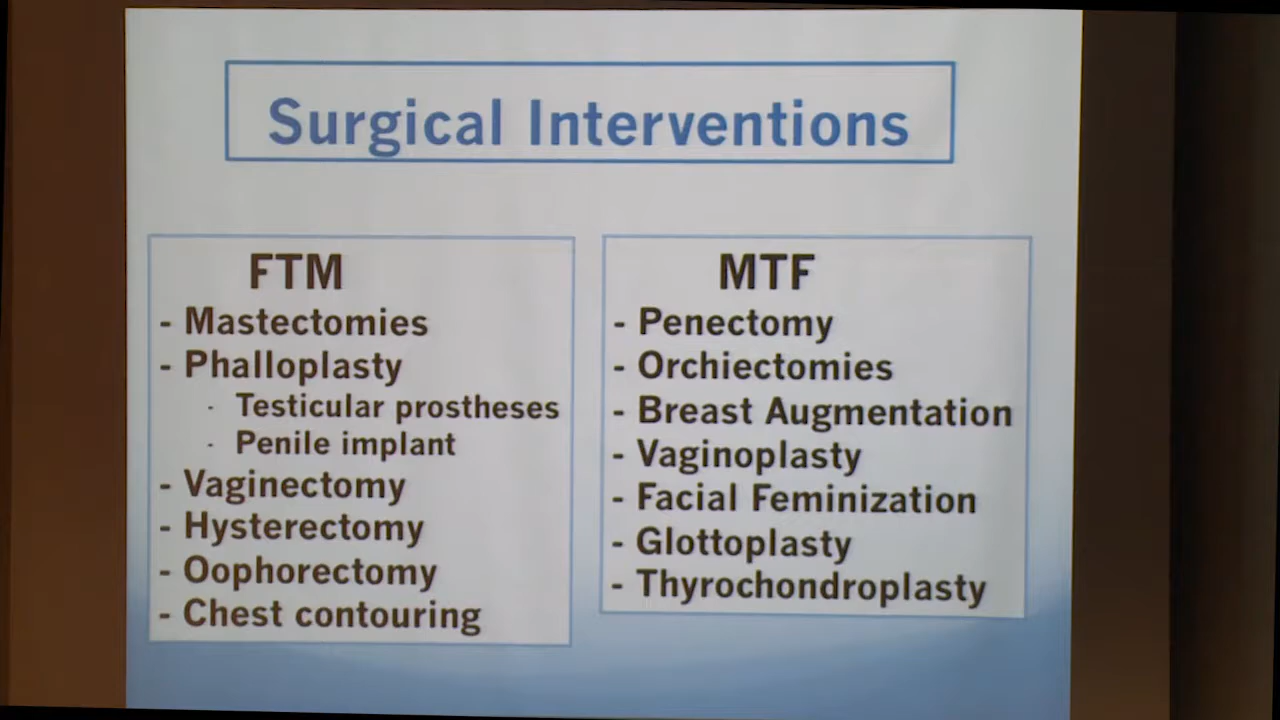 Surgical Interventions
FTM
- Mastectomies
- Phalloplasty
- Testicular prostheses
- Penile implant
- Vaginectomy
- Hysterectomy
- Oophorectomy
- Chest contouring
MTF
- Penectomy
- Orchiectomies
- Breast Augmentation
- Vaginoplasty
- Facial Feminization
- Glottoplasty
- Thyrochondroplasty